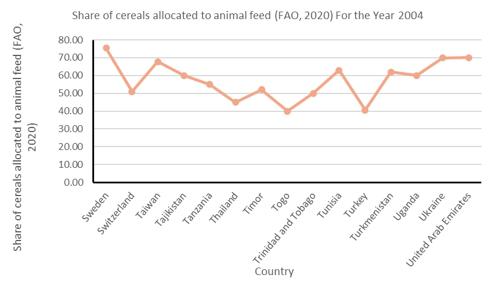 Share of cereals allocated to animal feed (FAO, 2020) For the Year 2004
Share of cereals allocated to animal feed (FAO,
2020)
80.00
70.00
60.00
50.00
40.00
30.00
20.00
10.00
0.00
Sweden
Switzerland
Taiwan
Tajikistan
Tanzania
Thailand
Timor
Togo
Trinidad and Tobago
Tunisia
Turkey
Turkmenistan
Uganda
Ukraine
United Arab Emirates
Country